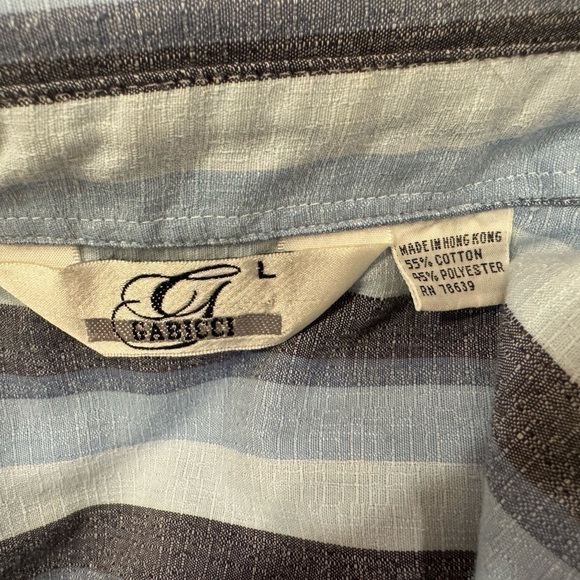 G
GABICCI
L
MADE IN HONG KONG
55% COTTON
45% POLYESTER
RN 78639